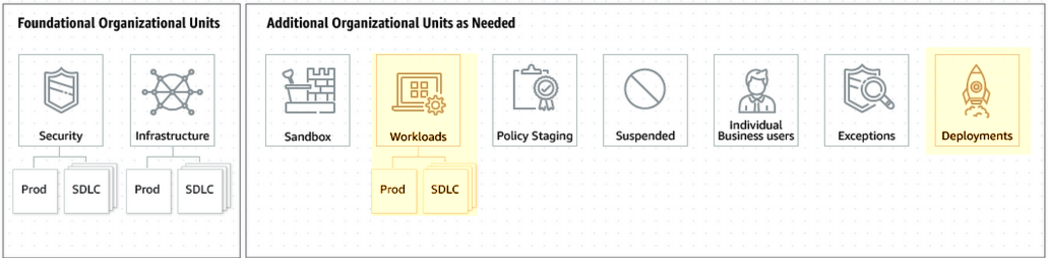 Foundational Organizational Units
Additional Organizational Units as Needed
Security
Infrastructure
Sandbox
Workloads
Policy Staging
Suspended
Individual
Business users
Exceptions
Deployments
Prod
SDLC
Prod
SDLC
Prod
SDLC